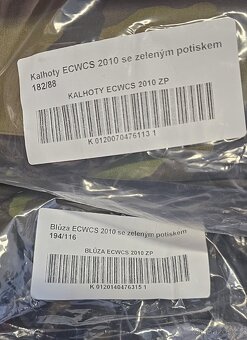 Kalhoty ECWCS 2010 se zeleným potiskem
182/88
KALHOTY ECWCS 2010 ZP
K 0120070476113 1
Blůza ECWCS 2010 se zeleným potiskem
194/116
BLŮZA ECWCS 2010 ZP
K 0120140476315 1